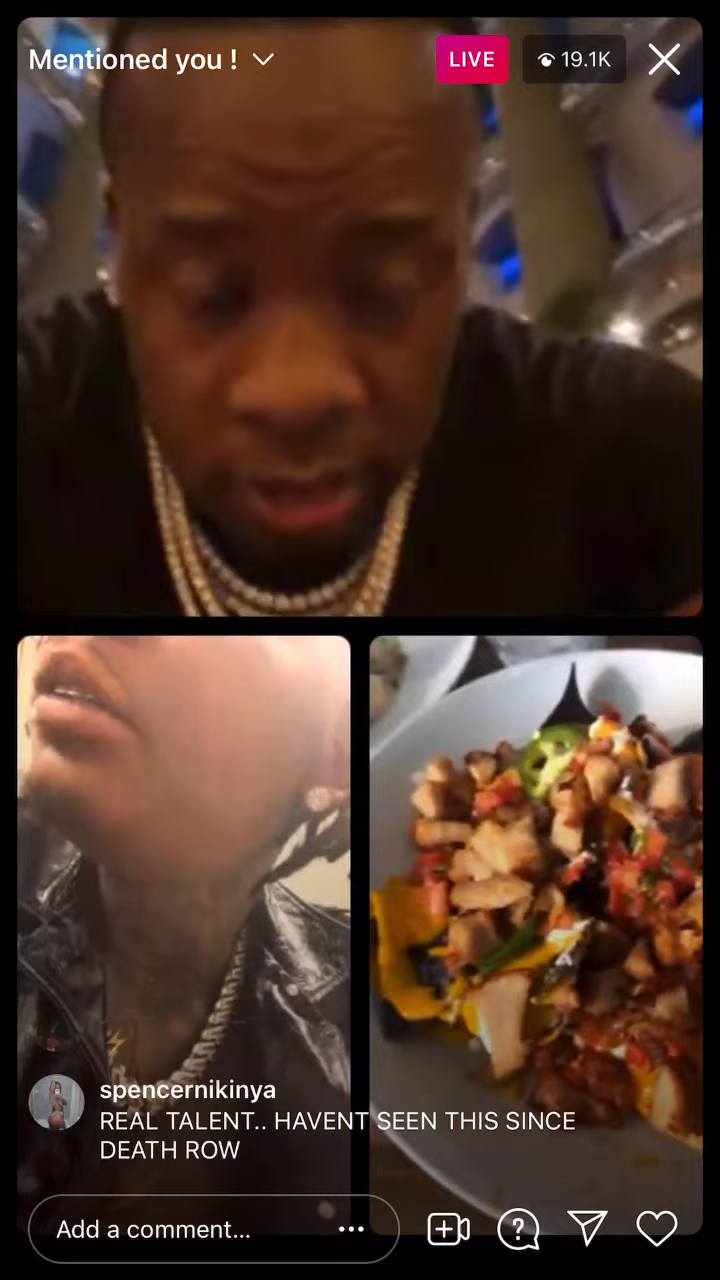 Mentioned you !
LIVE
19.1K
spencernikinya
REAL TALENT.. HAVENT SEEN THIS SINCE
DEATH ROW
Add a comment...